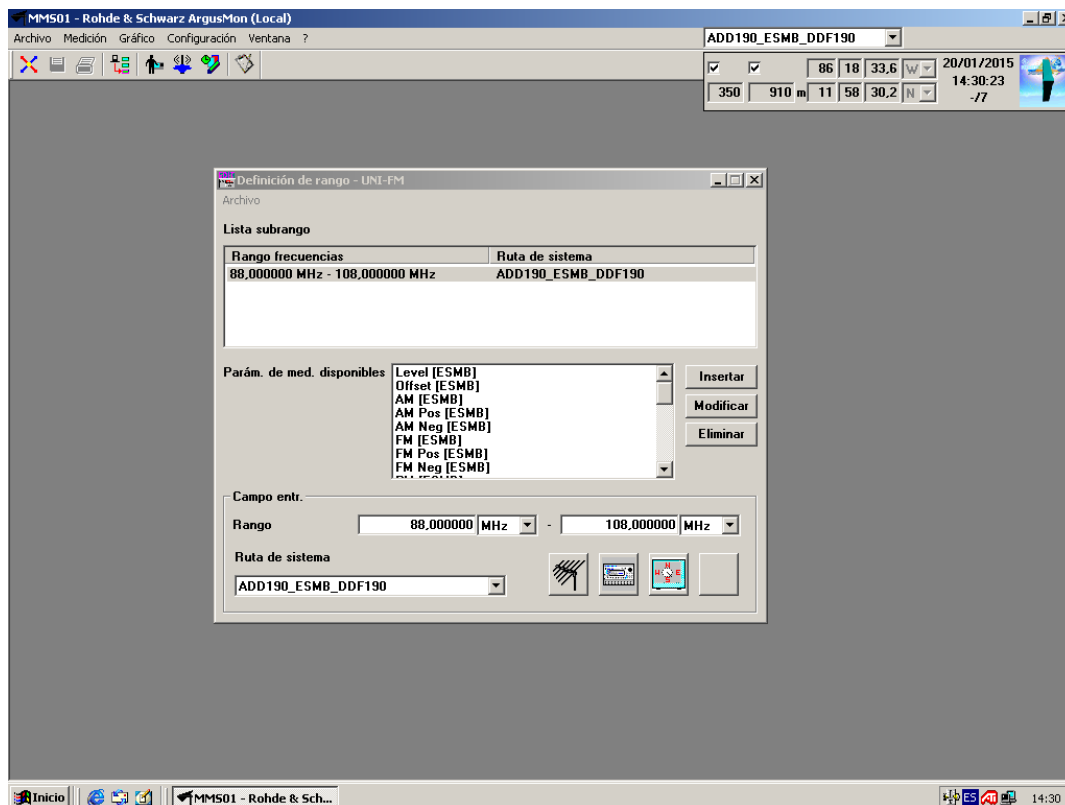 MMS01 - Rohde & Schwarz ArgusMon (Local)
Archivo Medición Gráfico Configuración Ventana ?
ADD190_ESMB_DDF190
86 18 33,6 W
20/01/2015
14:30:23
350 910 m 11 58 30,2 N
-/7
Definición de rango - UNI-FM
Archivo
Lista subrango
Rango frecuencias Ruta de sistema
88,000000 MHz - 108,000000 MHz ADD190_ESMB_DDF190
Parám. de med. disponibles
Level [ESMB]
Offset [ESMB]
AM [ESMB]
AM Pos [ESMB]
AM Neg [ESMB]
FM [ESMB]
FM Pos [ESMB]
FM Neg [ESMB]
Insertar
Modificar
Eliminar
Campo entr.
Rango 88,000000 MHz - 108,000000 MHz
Ruta de sistema
ADD190_ESMB_DDF190
Inicio MMS01 - Rohde & Sch... ES 14:30